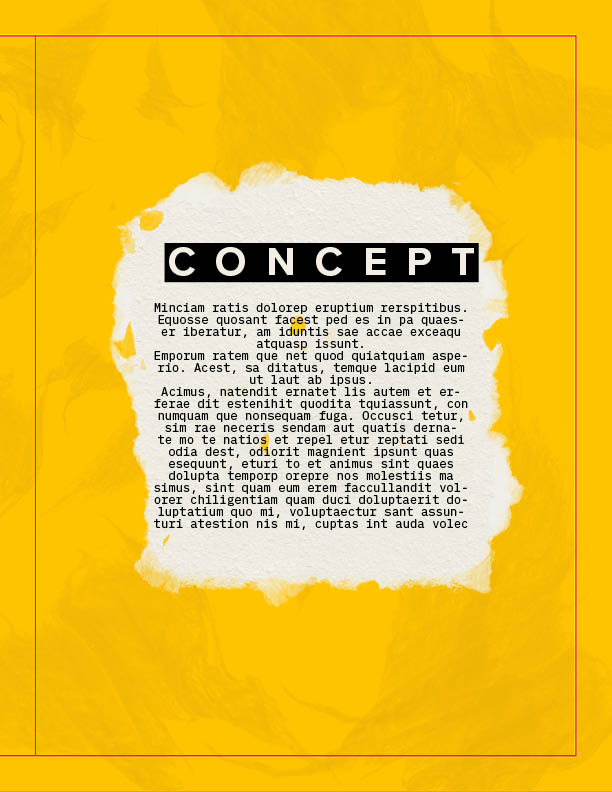 CONCEPT
Minciam ratis dolorep eruptium rerspitibus.
Equosse quosant facest ped es in pa quaes-
er iberatur, am iduntis sae accae exceaqu
atquasp issunt.
Emporum ratem que net quod quiatquiam aspe-
rio. Acest, sa ditatus, temque lacipid eum
ut laut ab ipsus.
Acimus, natendit ernatet lis autem et er-
ferae dit estenihit quodita tquiassunt, con
numquam que nonsequam fuga. Occusci tetur,
sim rae neceris sendam aut quatis derna-
te mo te natios et repel etur reptati sedi
odia dest, odiorit magnient ipsunt quas
esequnt, eturi to et animus sint quaes
dolupta temporp orepre nos molestiis ma
simus, sint quam eum erem faccullandit vol-
orer chiligentiam quam duci doluptaerit do-
luptatium quo mi, voluptaectur sant assun-
turi atestion nis mi, cuptas int auda volec